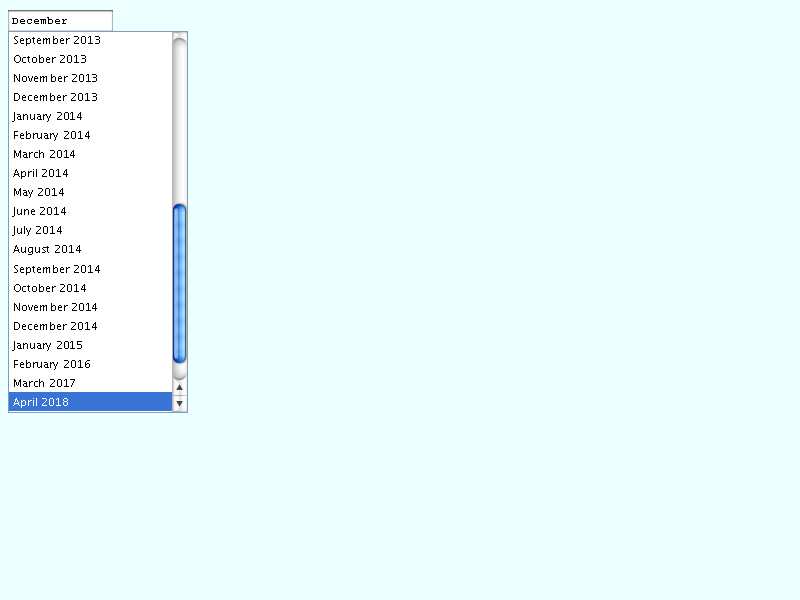 December
September 2013
October 2013
November 2013
December 2013
January 2014
February 2014
March 2014
April 2014
May 2014
June 2014
July 2014
August 2014
September 2014
October 2014
November 2014
December 2014
January 2015
February 2016
March 2017
April 2018